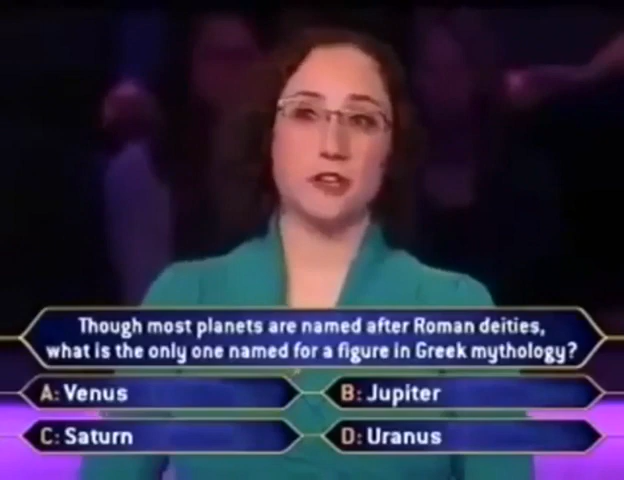 Though most planets are named after Roman deities,
what is the only one named for a figure in Greek mythology?
A: Venus
B: Jupiter
C: Saturn
D: Uranus